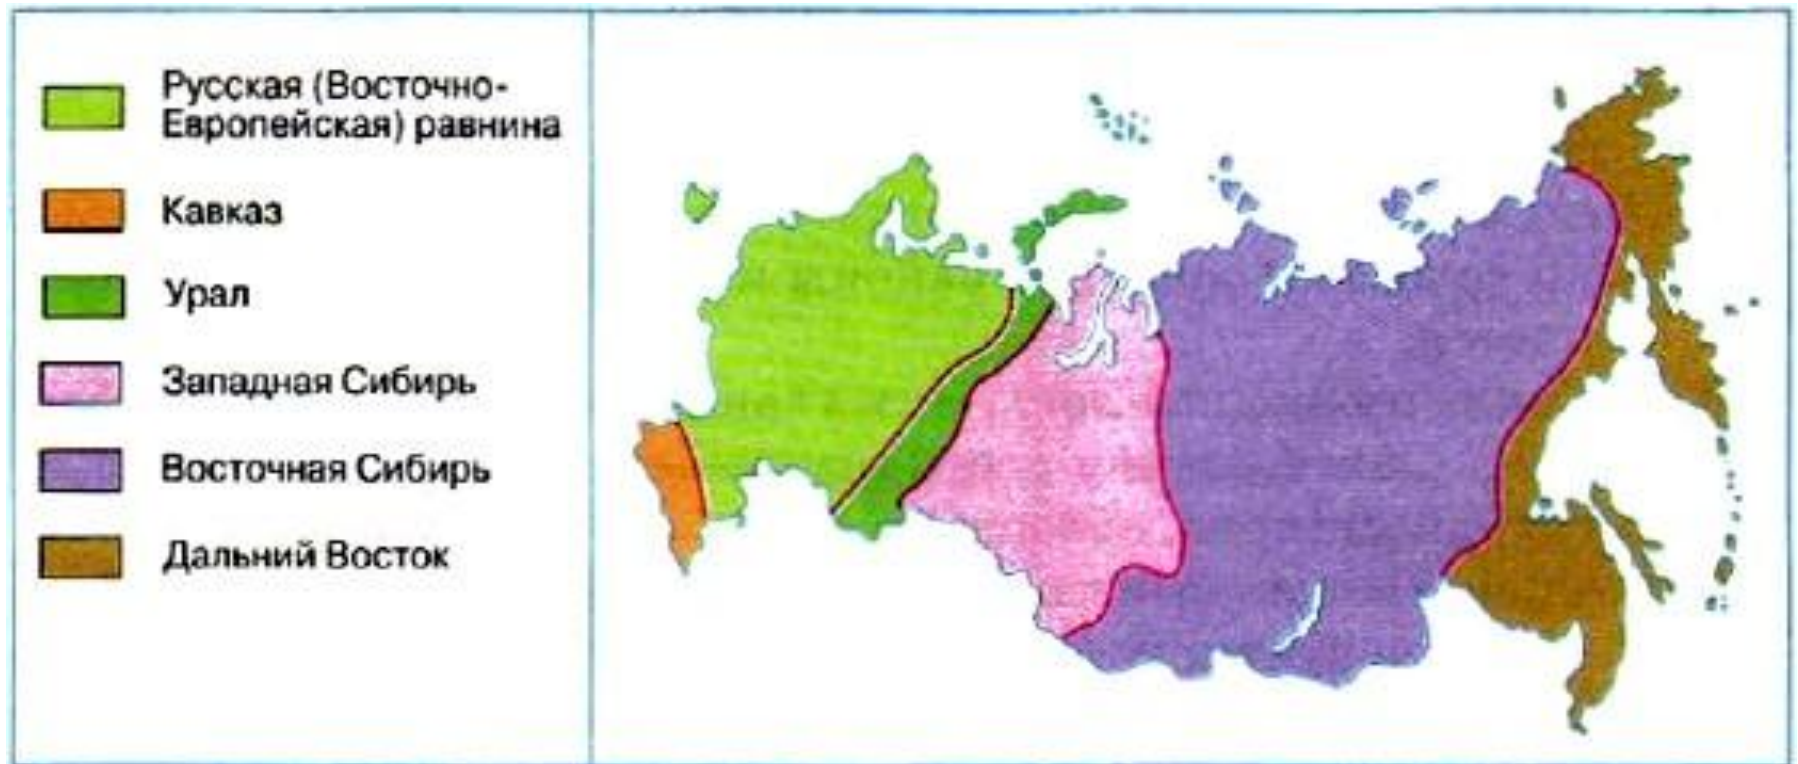 Русская (Восточно-
Европейская) равнина
Кавказ
Урал
Западная Сибирь
Восточная Сибирь
Дальний Восток